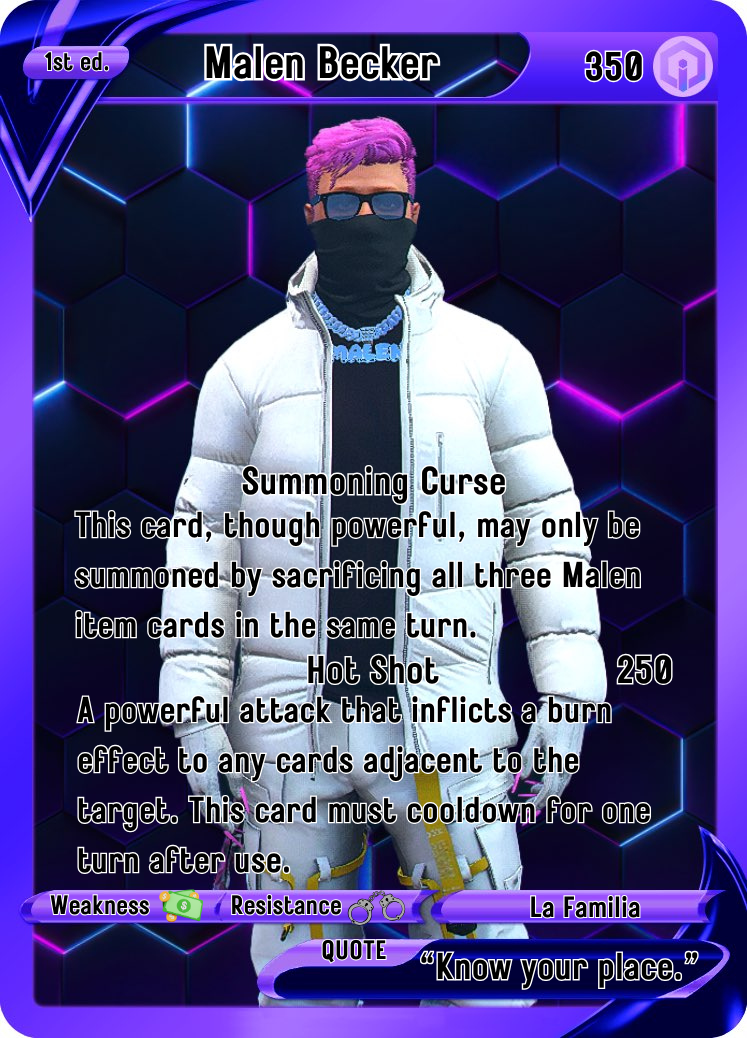 1st ed.
Malen Becker
350
MALEN
Summoning Curse
This card, though powerful, may only be
summoned by sacrificing all three Malen
item cards in the same turn.
Hot Shot 250
A powerful attack that inflicts a burn
effect to any cards adjacent to the
target. This card must cooldown for one
turn after use.
Weakness
Resistance
La Familia
QUOTE
“Know your place.”